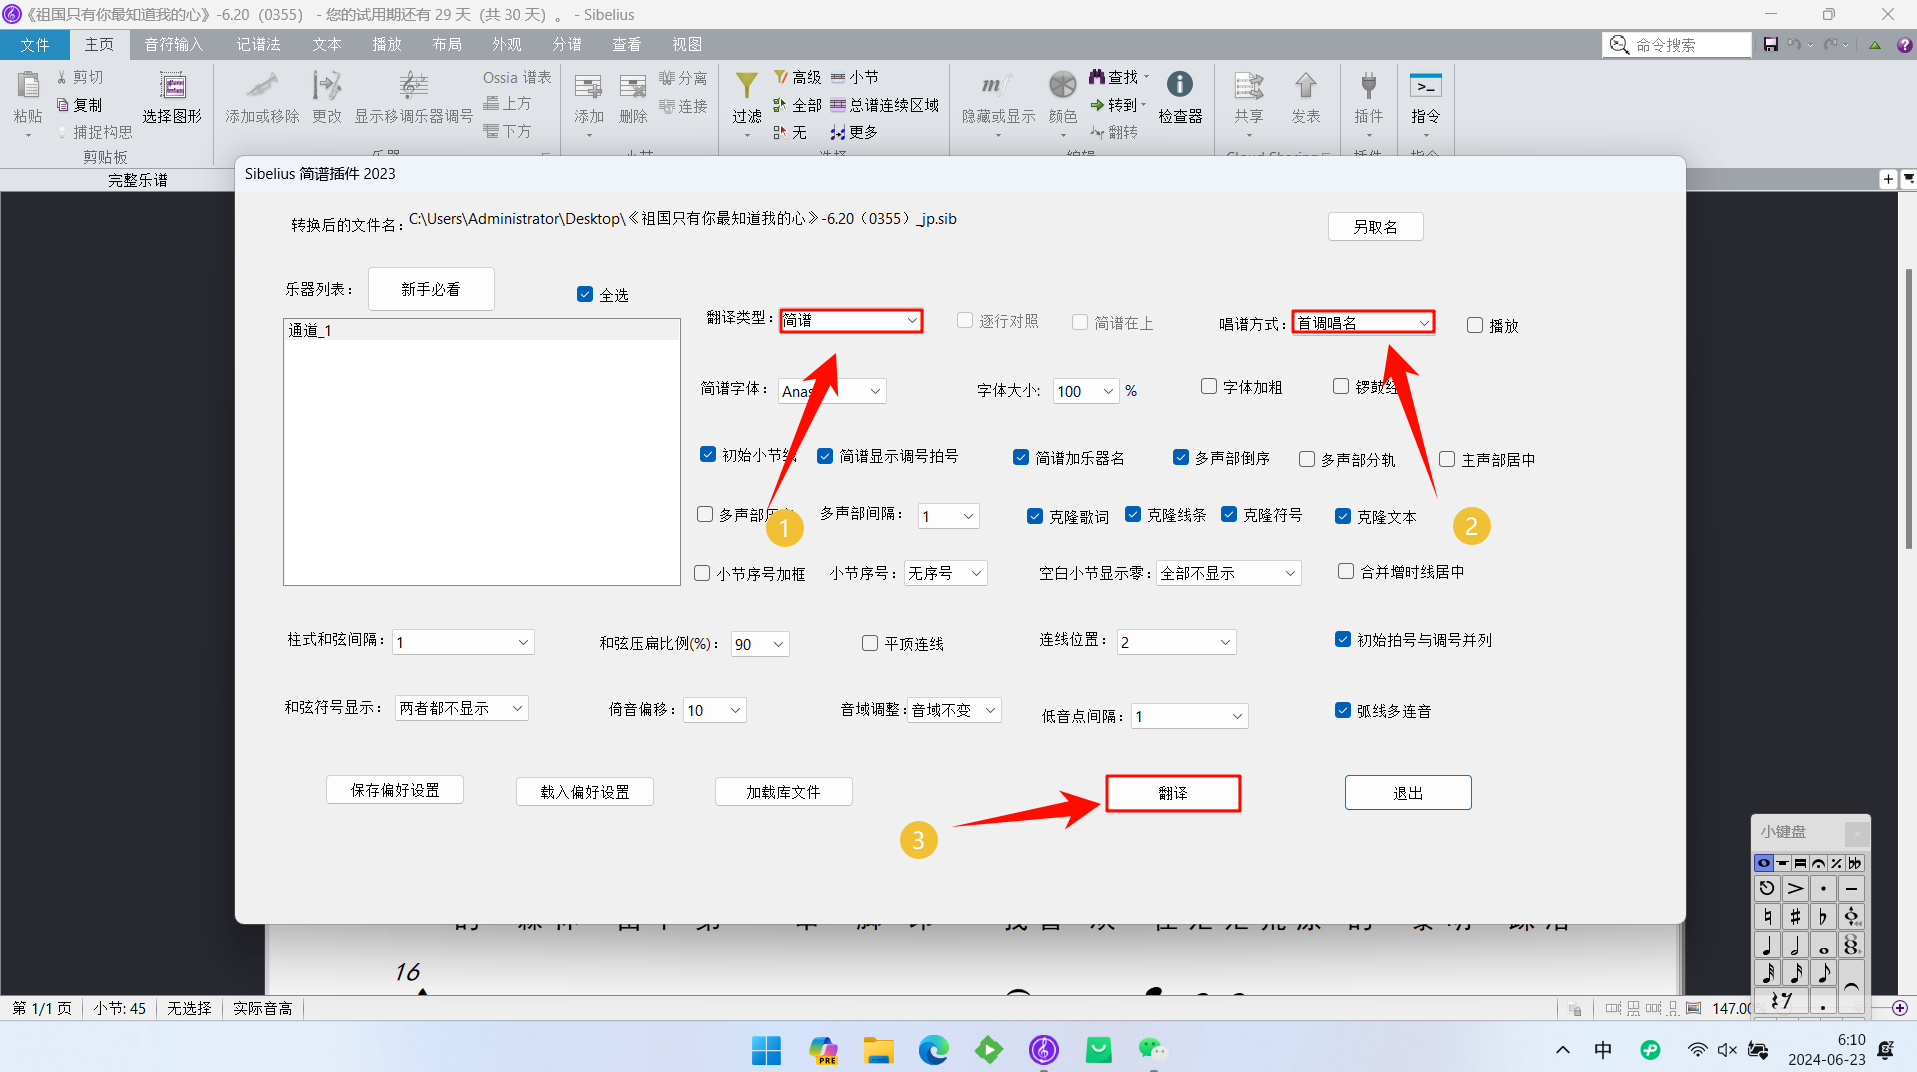 《祖国只有你最知道我的心》-6.20（0355） - 您的试用期还有 29 天（共 30 天）。 - Sibelius
文件 主页 音符输入 记谱法 文本 播放 布局 外观 分谱 查看 视图 命令搜索
剪切 Ossia 谱表 分离 高级 小节 查找
复制 上方 连接 全部 总谱连续区域 转到
粘贴 选择图形 添加或移除 更改 显示移调乐器调号 添加 删除 过滤 隐藏或显示 颜色 检查器 共享 发表 插件 指令
捕捉构思 下方 无 更多 翻转
剪贴板
完整乐谱
Sibelius 简谱插件 2023
转换后的文件名： C:\Users\Administrator\Desktop\《祖国只有你最知道我的心》-6.20（0355）_jp.sib 另取名
乐器列表： 新手必看 全选
通道_1
翻译类型： 简谱 逐行对照 简谱在上 唱谱方式： 首调唱名 播放
简谱字体： Anas 字体大小: 100 % 字体加粗 锣鼓经
初始小节线 简谱显示调号拍号 简谱加乐器名 多声部倒序 多声部分轨 主声部居中
多声部 多声部间隔： 1 克隆歌词 克隆线条 克隆符号 克隆文本
1
2
小节序号加框 小节序号： 无序号 空白小节显示零： 全部不显示 合并增时线居中
柱式和弦间隔： 1 和弦压扁比例(%)： 90 平顶连线 连线位置： 2 初始拍号与调号并列
和弦符号显示： 两者都不显示 倚音偏移： 10 音域调整： 音域不变 低音点间隔： 1 弧线多连音
保存偏好设置 载入偏好设置 加载库文件 翻译 退出
3
小键盘
16
第 1/1 页 小节: 45 无选择 实际音高 147.00
PRE 中 6:10
2024-06-23